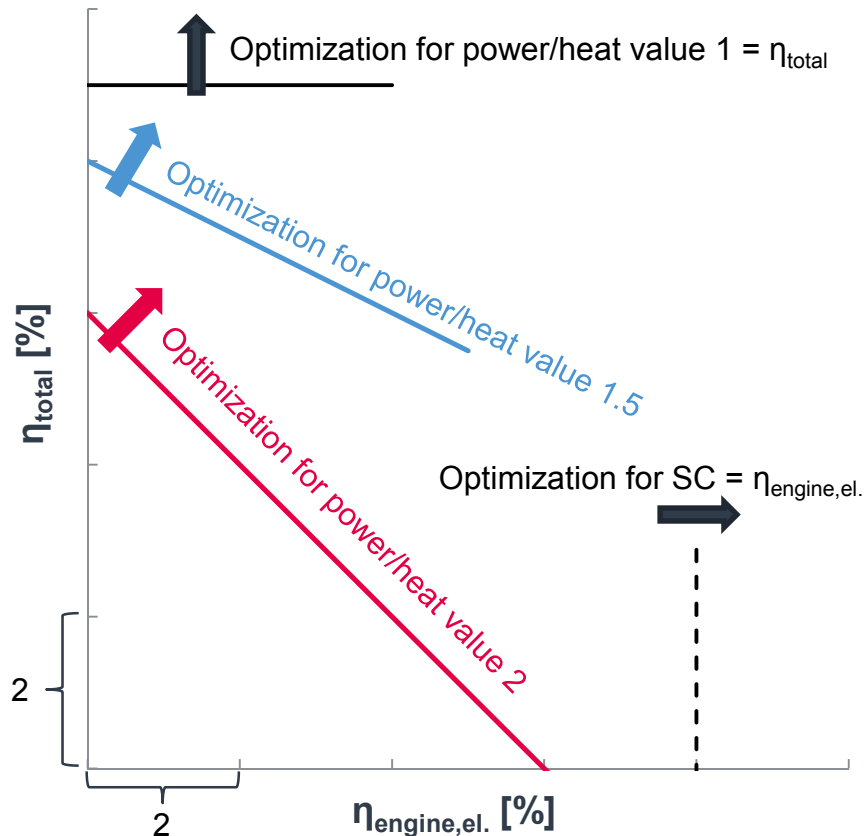 Optimization for power/heat value 1 = ηtotal
Optimization for power/heat value 1.5
Optimization for power/heat value 2
ηtotal [%]
Optimization for SC = ηengine,el.
2
2
ηengine,el. [%]